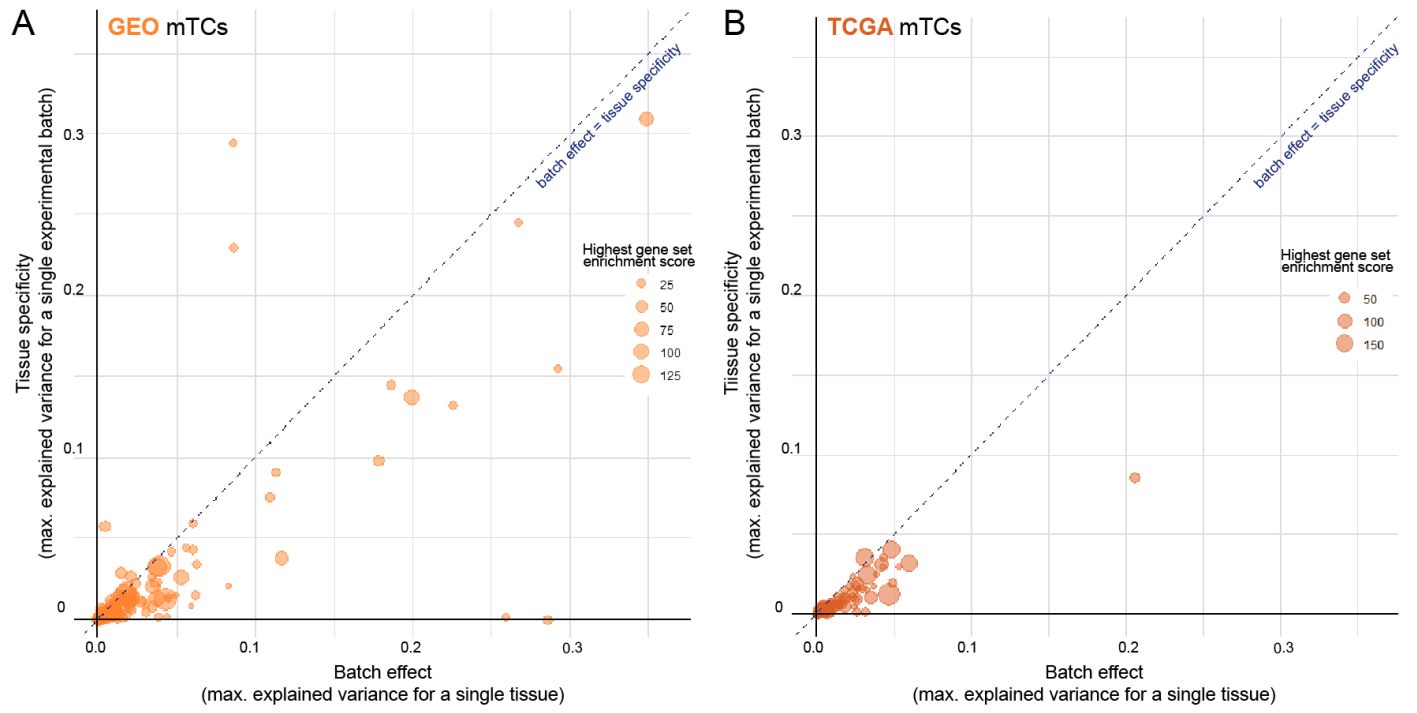 A
GEO mTCs
Tissue specificity
(max. explained variance for a single experimental batch)
0.3
0.2
0.1
0
batch effect = tissue specificity
Highest gene set
enrichment score
25
50
75
100
125
0.0
0.1
0.2
0.3
Batch effect
(max. explained variance for a single tissue)
B
TCGA mTCs
Tiissue specificity
(max. explained variance for a single experimental batch)
0.3
0.2
0.1
0
batch effect = tissue specificity
Highest gene set
enrichment score
50
100
150
0.0
0.1
0.2
0.3
Batch effect
(max. explained variance for a single tissue)